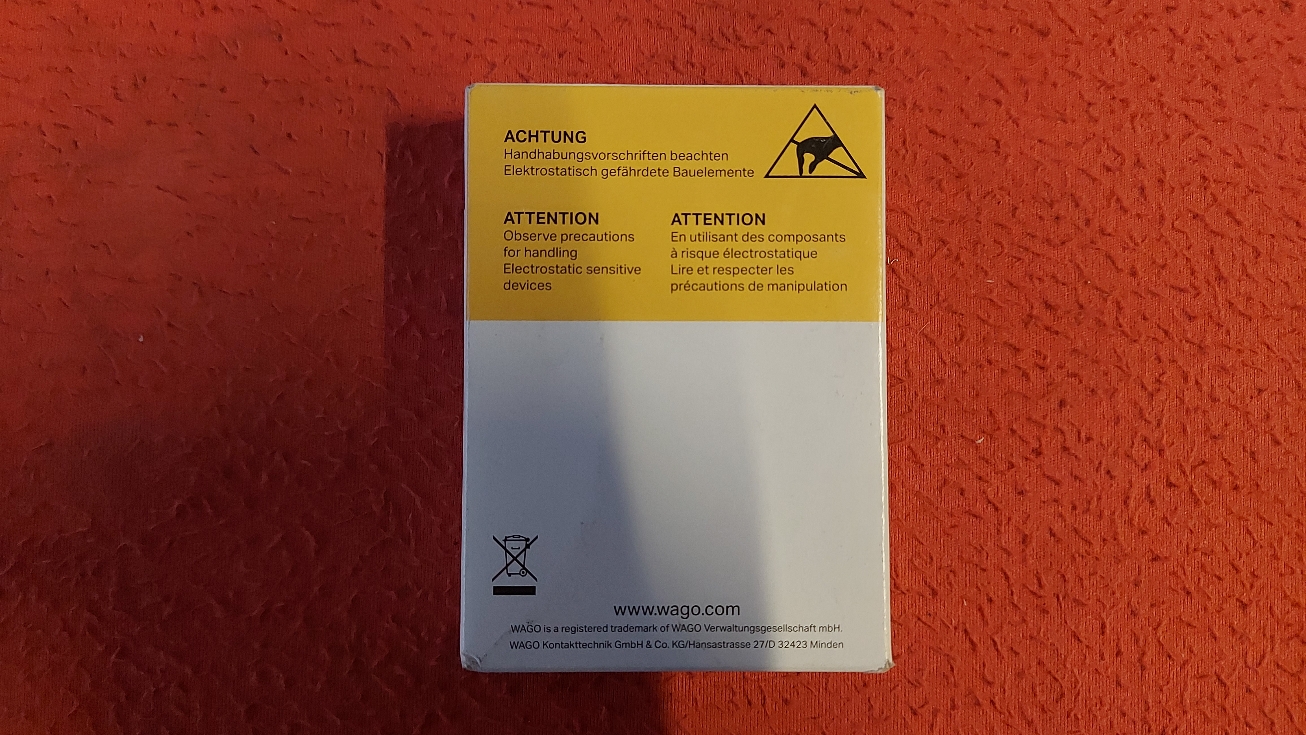 ACHTUNG
Handhabungsvorschriften beachten
Elektrostatisch gefährdete Bauelemente
ATTENTION
Observe precautions
for handling
Electrostatic sensitive
devices
ATTENTION
En utilisant des composants
à risque électrostatique
Lire et respecter les
précautions de manipulation
www.wago.com
WAGO is a registered trademark of WAGO Verwaltungsgesellschaft mbH.
WAGO Kontakttechnik GmbH & Co. KG/Hansastrasse 27/D 32423 Minden